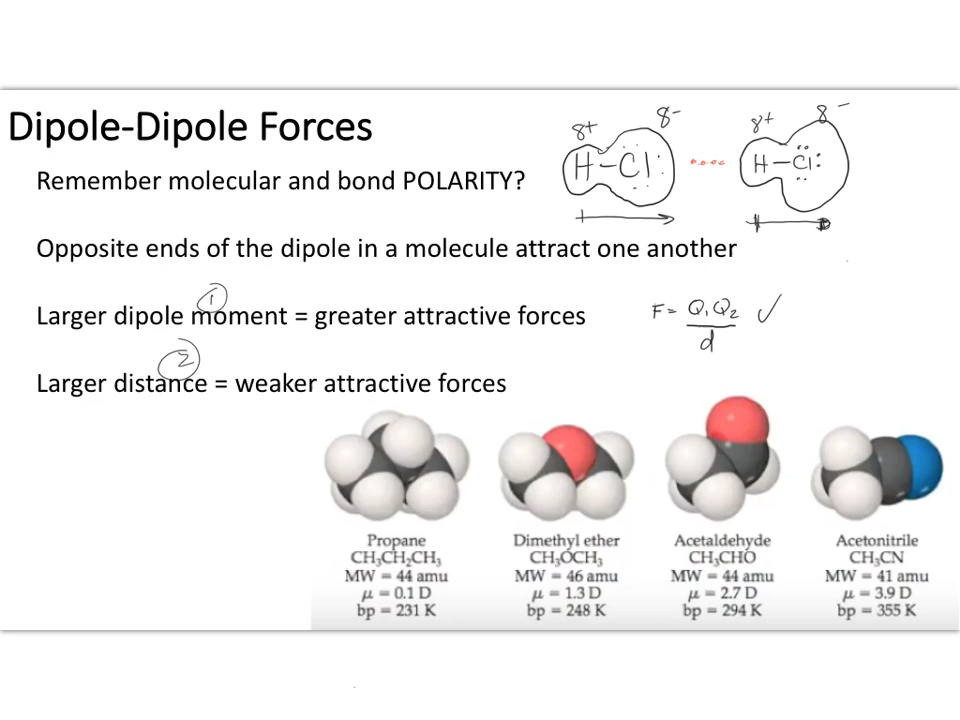 Dipole-Dipole Forces
δ+ δ-
H-Cl:
δ+ δ-
H-Cl:
Remember molecular and bond POLARITY?
Opposite ends of the dipole in a molecule attract one another
1
Larger dipole moment = greater attractive forces
F = Q₁Q₂/d ✓
2
Larger distance = weaker attractive forces
Propane
CH₃CH₂CH₃
MW = 44 amu
μ = 0.1 D
bp = 231 K
Dimethyl ether
CH₃OCH₃
MW = 46 amu
μ = 1.3 D
bp = 248 K
Acetaldehyde
CH₃CHO
MW = 44 amu
μ = 2.7 D
bp = 294 K
Acetonitrile
CH₃CN
MW = 41 amu
μ = 3.9 D
bp = 355 K